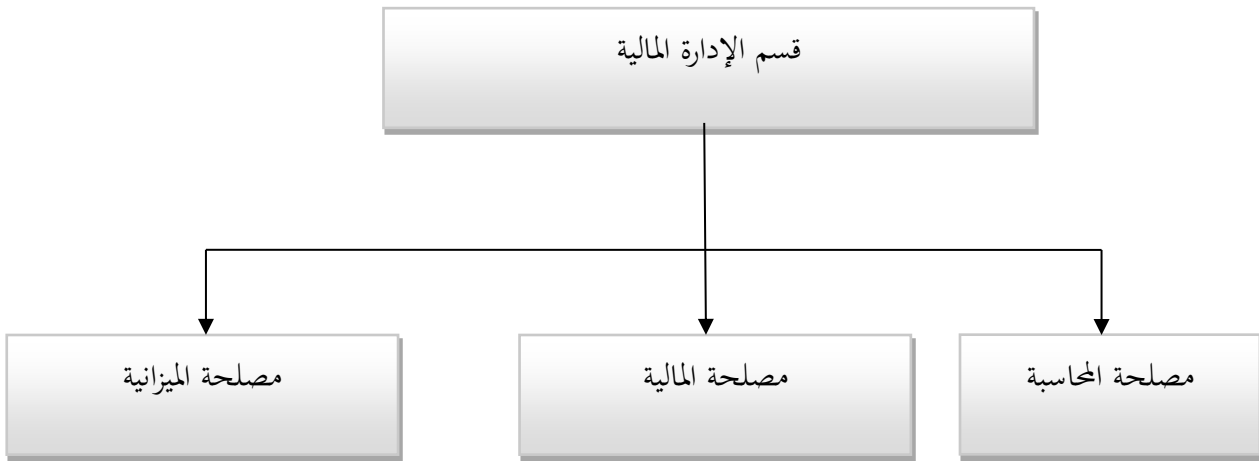 قسم الإدارة المالية
مصلحة المحاسبة
مصلحة المالية
مصلحة الميزانية